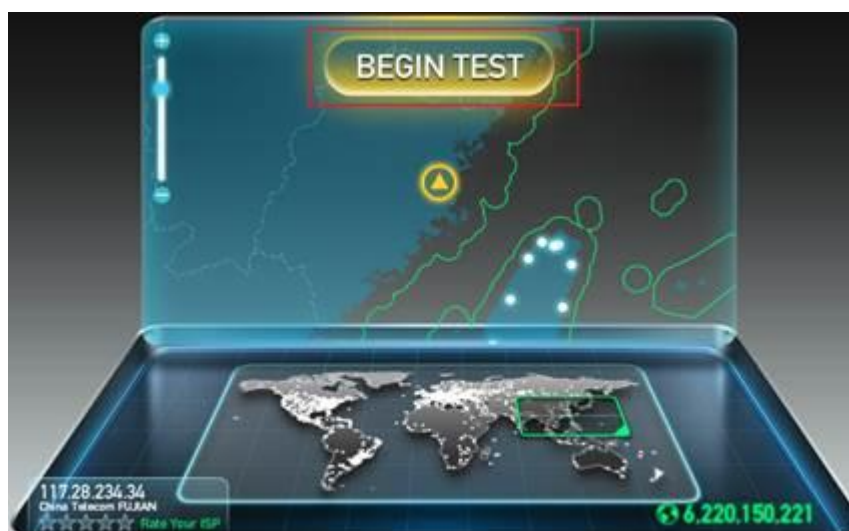 BEGIN TEST
117.28.234.34
China Telecom FUJIAN
Rate Your ISP
6,220,150,221